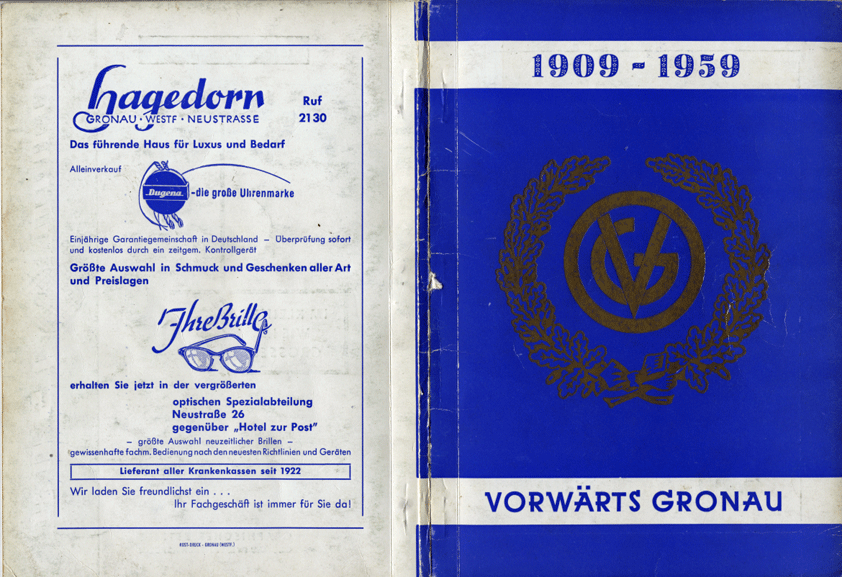 Hagedorn
GRONAU · WESTF · NEUSTRASSE
Ruf
2130
Das führende Haus für Luxus und Bedarf
Alleinverkauf
Dugena
-die große Uhrenmarke
Einjährige Garantiegemeinschaft in Deutschland – Überprüfung sofort
und kostenlos durch ein zeitgem. Kontrollgerät
Größte Auswahl in Schmuck und Geschenken aller Art
und Preislagen
Ihre Brille
erhalten Sie jetzt in der vergrößerten
optischen Spezialabteilung
Neustraße 26
gegenüber „Hotel zur Post"
– größte Auswahl neuzeitlicher Brillen –
gewissenhafte fachm. Bedienung nach den neuesten Richtlinien und Geräten
Lieferant aller Krankenkassen seit 1922
Wir laden Sie freundlichst ein . . .
Ihr Fachgeschäft ist immer für Sie da!
- GRONAU (WESTF.)
1909 - 1959
VG
VORWÄRTS GRONAU